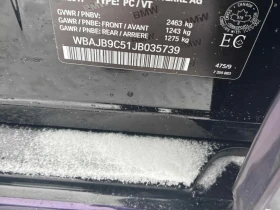 TYPE: PC/VT
GVWR / PNBV: 2463 kg
GAWR / PNBE: FRONT / AVANT 1243 kg
GAWR / PNBE: REAR / ARRIERE 1275 kg
WBAJB9C51JB035739
475/9
EC
BMW